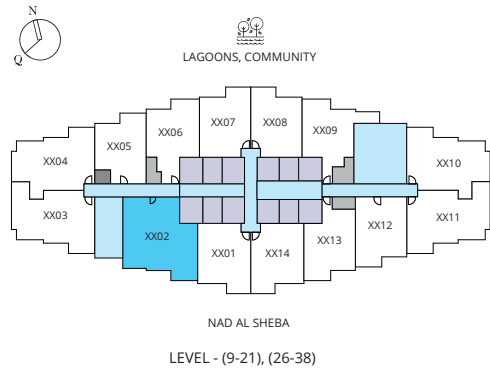 N
Q
LAGOONS, COMMUNITY
XX07 XX08
XX06 XX09
XX05
XX04 XX10
XX03 XX11
XX02 XX12
XX13
XX01 XX14
NAD AL SHEBA
LEVEL - (9-21), (26-38)